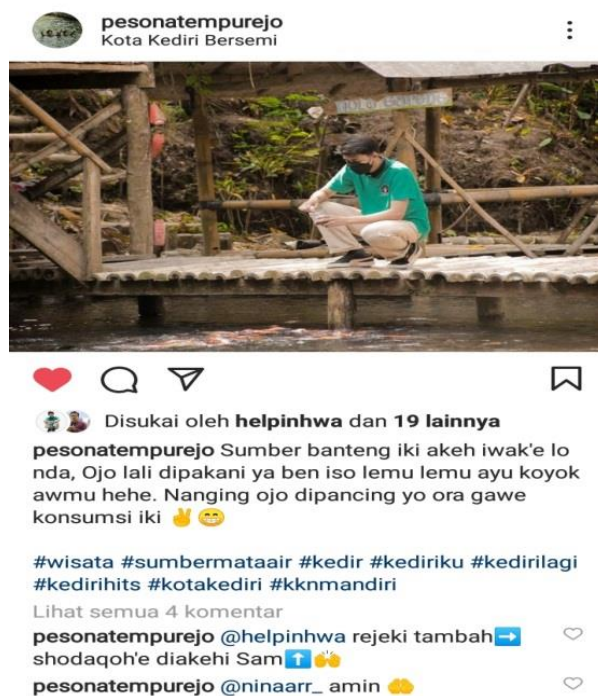 pesonatempurejo
Kota Kediri Bersemi
Disukai oleh helpinhwa dan 19 lainnya
pesonatempurejo Sumber banteng iki akeh iwak'e lo
nda, Ojo lali dipakani ya ben iso lemu lemu ayu koyok
awmu hehe. Nanging ojo dipancing yo ora gawe
konsumsi iki ✌️😁
#wisata #sumbermataair #kedir #kediriku #kedirilagi
#kedirihits #kotakediri #kknmandiri
Lihat semua 4 komentar
pesonatempurejo @helpinhwa rejeki tambah➡️
shodaqoh'e diakehi Sam⬆️🙌
pesonatempurejo @ninaarr_ amin 🤲